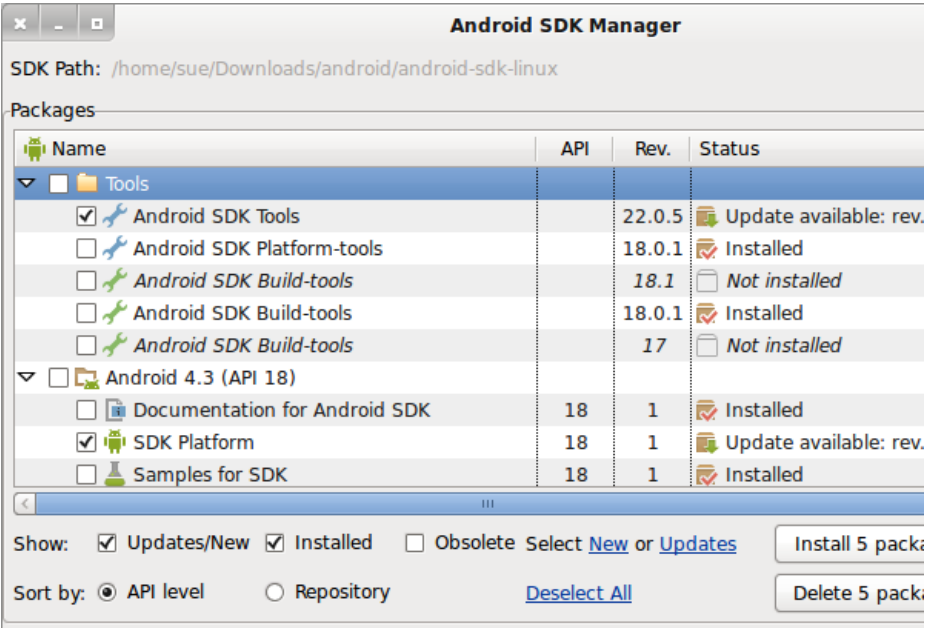 Android SDK Manager
SDK Path: /home/sue/Downloads/android/android-sdk-linux
Packages
Name API Rev. Status
Tools
Android SDK Tools 22.0.5 Update available: rev.
Android SDK Platform-tools 18.0.1 Installed
Android SDK Build-tools 18.1 Not installed
Android SDK Build-tools 18.0.1 Installed
Android SDK Build-tools 17 Not installed
Android 4.3 (API 18)
Documentation for Android SDK 18 1 Installed
SDK Platform 18 1 Update available: rev.
Samples for SDK 18 1 Installed
Show: Updates/New Installed Obsolete Select New or Updates Install 5 packa
Sort by: API level Repository Deselect All Delete 5 packa